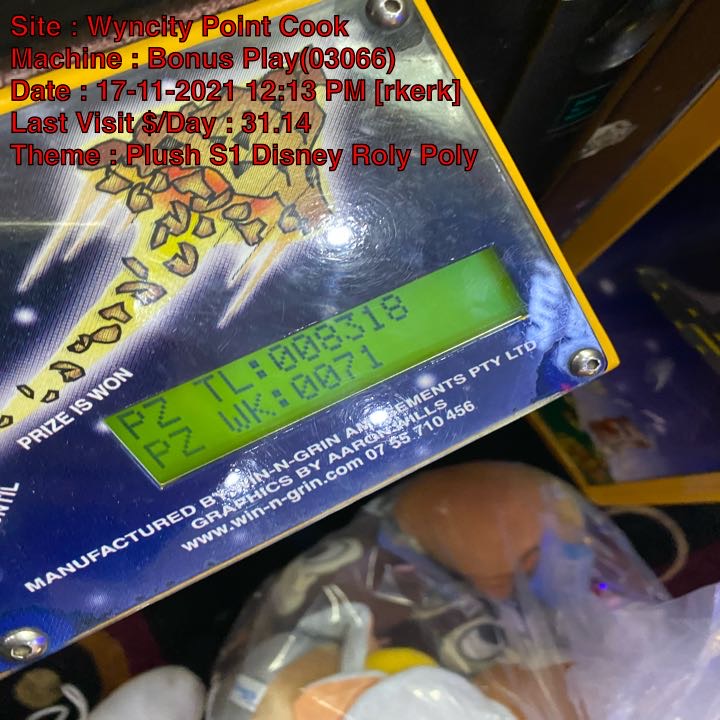 Site : Wyncity Point Cook
Machine : Bonus Play(03066)
Date : 17-11-2021 12:13 PM [rkerk]
Last Visit $/Day : 31.14
Theme : Plush S1 Disney Roly Poly
PZ TL:008318
PZ WK:0071
PRIZE IS WON
MANUFACTURED BY WIN-N-GRIN AMUSEMENTS PTY LTD
GRAPHICS BY AARON WILLS
www.win-n-grin.com 07 55 710 456